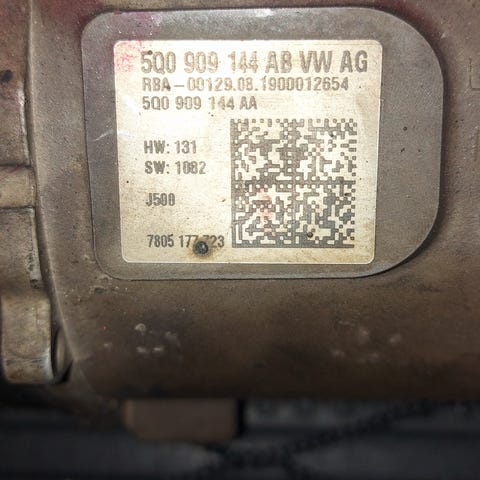 5Q0 909 144 AB VW AG
RBA-00129.08.1900012654
5Q0 909 144 AA
HW: 131
SW: 1082
J500
7805 177 723